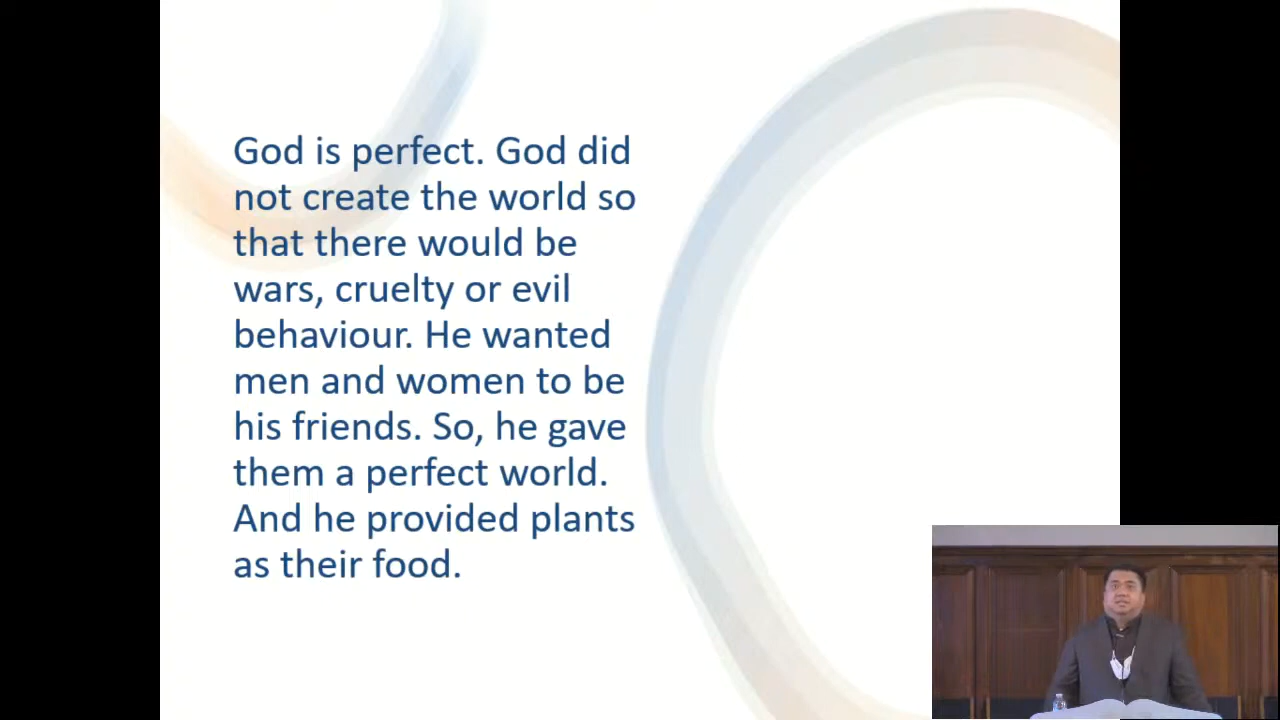 God is perfect. God did
not create the world so
that there would be
wars, cruelty or evil
behaviour. He wanted
men and women to be
his friends. So, he gave
them a perfect world.
And he provided plants
as their food.